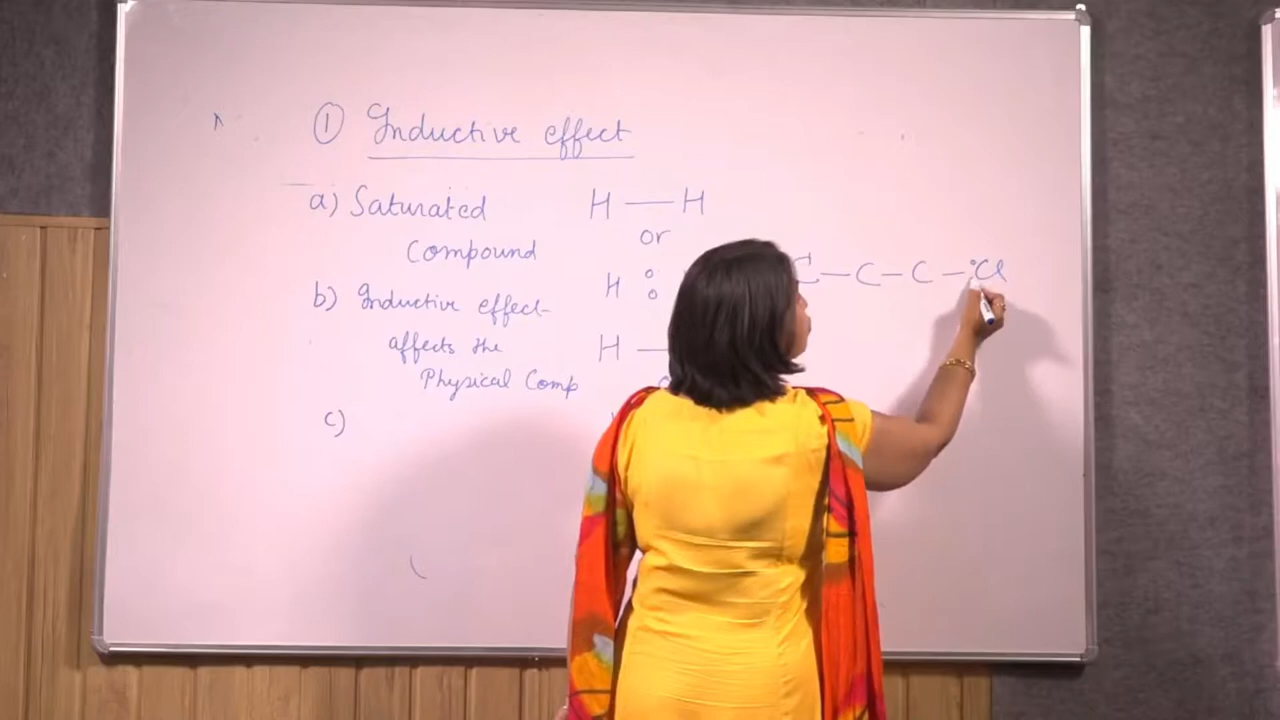 ① Inductive effect
a) Saturated
Compound
H — H
or
H
b) Inductive effect-
affects the
Physical Comp
H —
c)
C — C — C — Cl